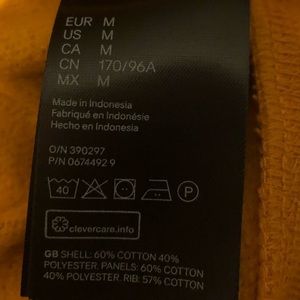 EUR M
US M
CA M
CN 170/96A
MX M
Made in Indonesia
Fabriqué en Indonésie
Hecho en Indonesia
O/N 390297
P/N 0674492 9
40 P
clevercare.info
GB SHELL: 60% COTTON 40%
POLYESTER. PANELS: 60% COTTON
40% POLYESTER. RIB: 57% COTTON